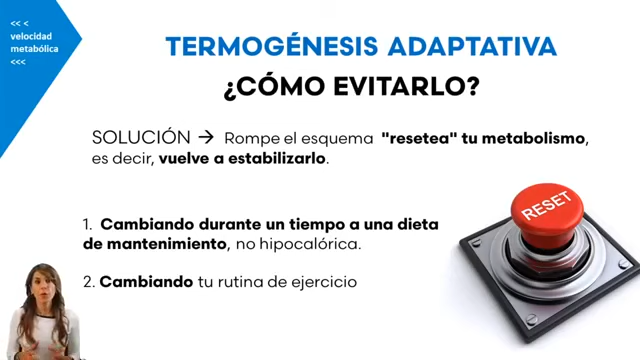 << <
velocidad
metabólica
<<<
TERMOGÉNESIS ADAPTATIVA
¿CÓMO EVITARLO?
SOLUCIÓN → Rompe el esquema "resetea" tu metabolismo,
es decir, vuelve a estabilizarlo.
1. Cambiando durante un tiempo a una dieta
de mantenimiento, no hipocalórica.
2. Cambiando tu rutina de ejercicio
RESET